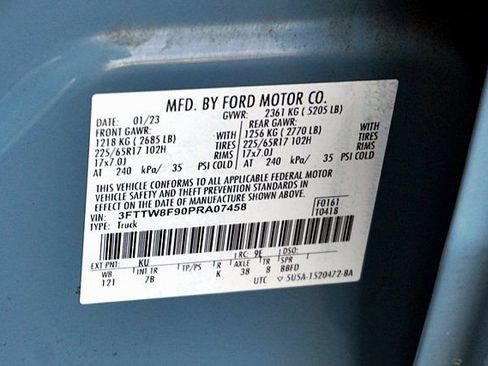 MFD. BY FORD MOTOR CO.
DATE: 01/23 GVWR: 2361 KG ( 5205 LB)
FRONT GAWR: REAR GAWR:
1218 KG ( 2685 LB) WITH 1256 KG ( 2770 LB) WITH
225/65R17 102H TIRES 225/65R17 102H TIRES
17x7.0J RIMS 17x7.0J RIMS
AT 240 kPa/ 35 PSI COLD AT 240 kPa/ 35 PSI COLD
THIS VEHICLE CONFORMS TO ALL APPLICABLE FEDERAL MOTOR
VEHICLE SAFETY AND THEFT PREVENTION STANDARDS IN
EFFECT ON THE DATE OF MANUFACTURE SHOWN ABOVE.
VIN: 3FTTW8F90PRA07458 F0161
TYPE: Truck T0418
EXT PNT: KU RC: 9E DSO:
WB INT TR TP/PS R AXLE TR SPR
121 7B K 38 8 BBFD
UTC 5U5A-1520472-BA